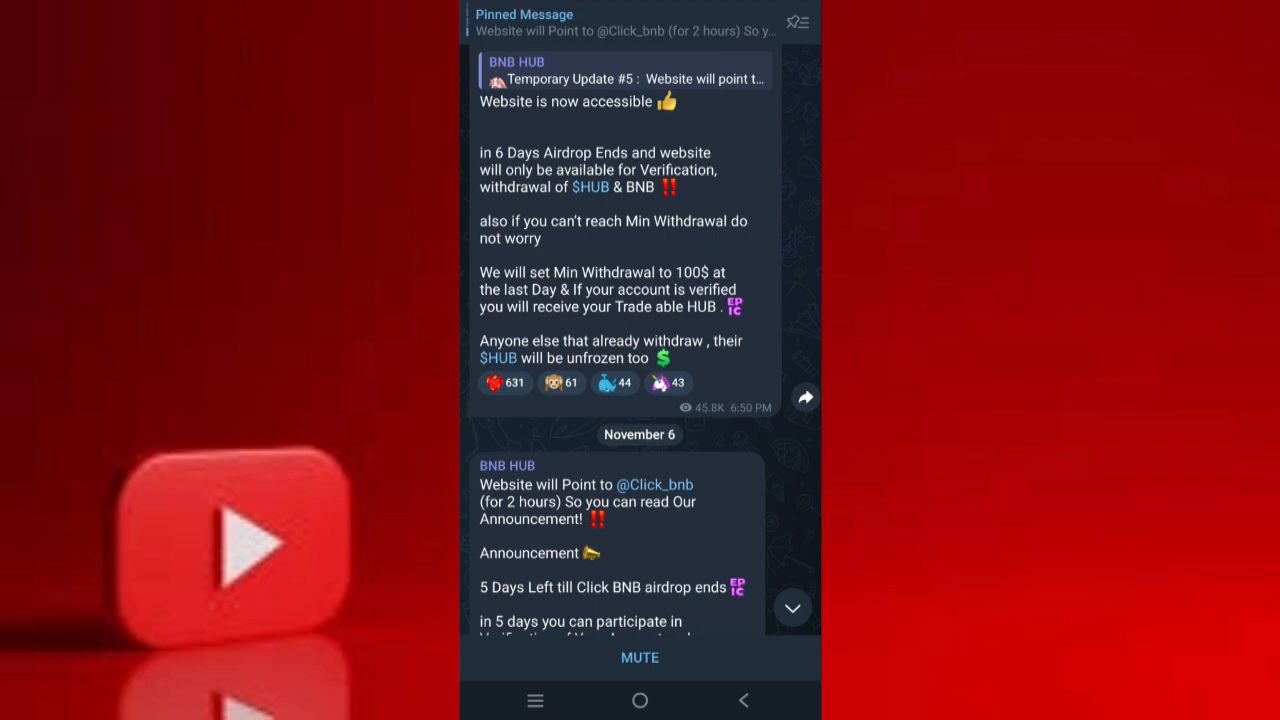 Pinned Message
Website will Point to @Click_bnb (for 2 hours) So y...
BNB HUB
Temporary Update #5 : Website will point t...
Website is now accessible 👍
in 6 Days Airdrop Ends and website
will only be available for Verification,
withdrawal of $HUB & BNB ‼️
also if you can't reach Min Withdrawal do
not worry
We will set Min Withdrawal to 100$ at
the last Day & If your account is verified
you will receive your Trade able HUB . EPIC
Anyone else that already withdraw , their
$HUB will be unfrozen too 💲
631 61 44 43
45.8K 6:50 PM
November 6
BNB HUB
Website will Point to @Click_bnb
(for 2 hours) So you can read Our
Announcement! ‼️
Announcement 📣
5 Days Left till Click BNB airdrop ends EPIC
in 5 days you can participate in
MUTE